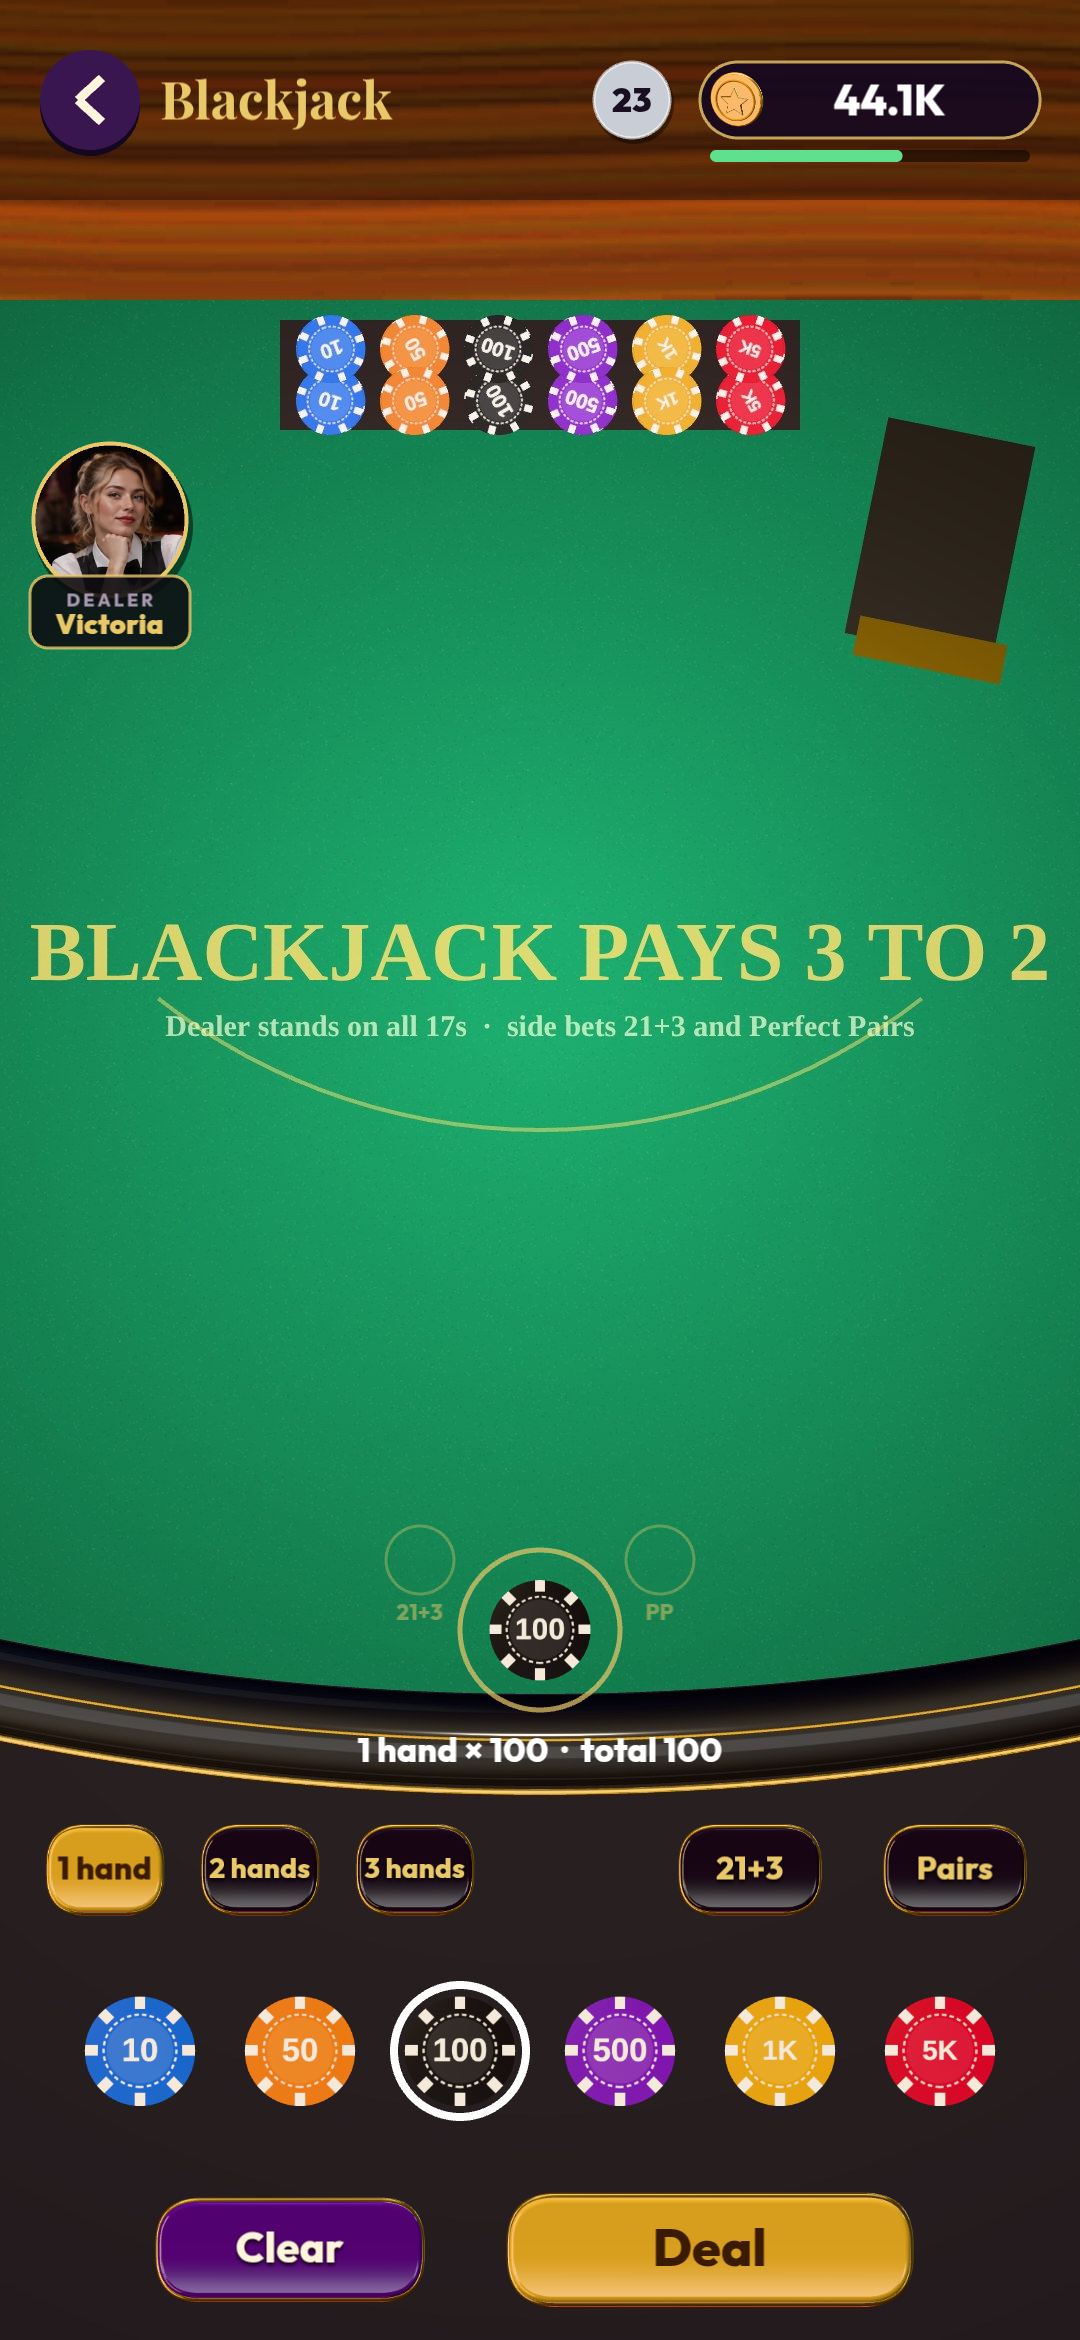 Blackjack
23
44.1K
10 50 100 500 1K 5K
10 50 100 500 1K 5K
DEALER
Victoria
BLACKJACK PAYS 3 TO 2
Dealer stands on all 17s · side bets 21+3 and Perfect Pairs
21+3
100
PP
1 hand × 100 · total 100
1 hand
2 hands
3 hands
21+3
Pairs
10
50
100
500
1K
5K
Clear
Deal